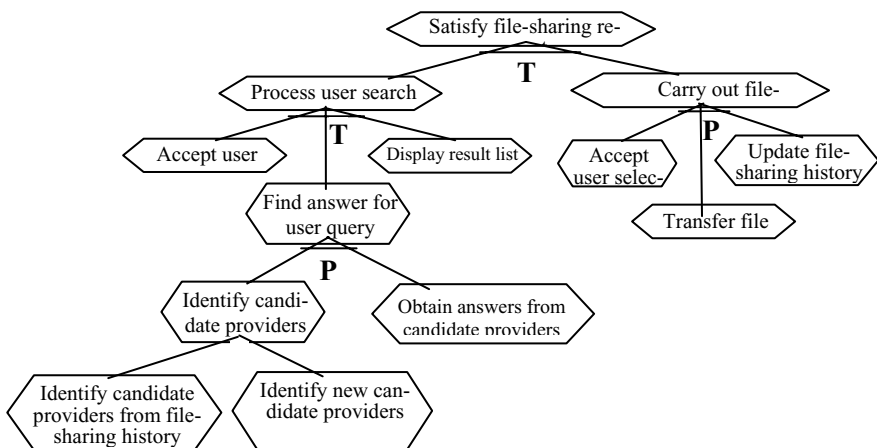 Satisfy file-sharing re-
T
Process user search
Carry out file-
T
P
Accept user
Display result list
Accept
user selec-
Update file-
sharing history
Find answer for
user query
Transfer file
P
Identify candi-
date providers
Obtain answers from
candidate providers
Identify candidate
providers from file-
sharing history
Identify new can-
didate providers